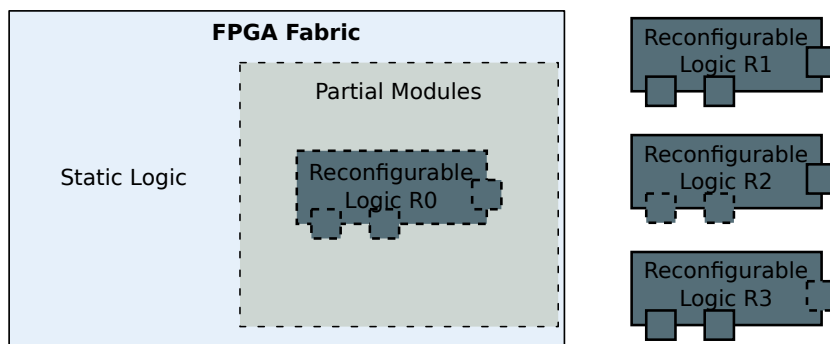 FPGA Fabric
Partial Modules
Static Logic
Reconfigurable
Logic R0
Reconfigurable
Logic R1
Reconfigurable
Logic R2
Reconfigurable
Logic R3